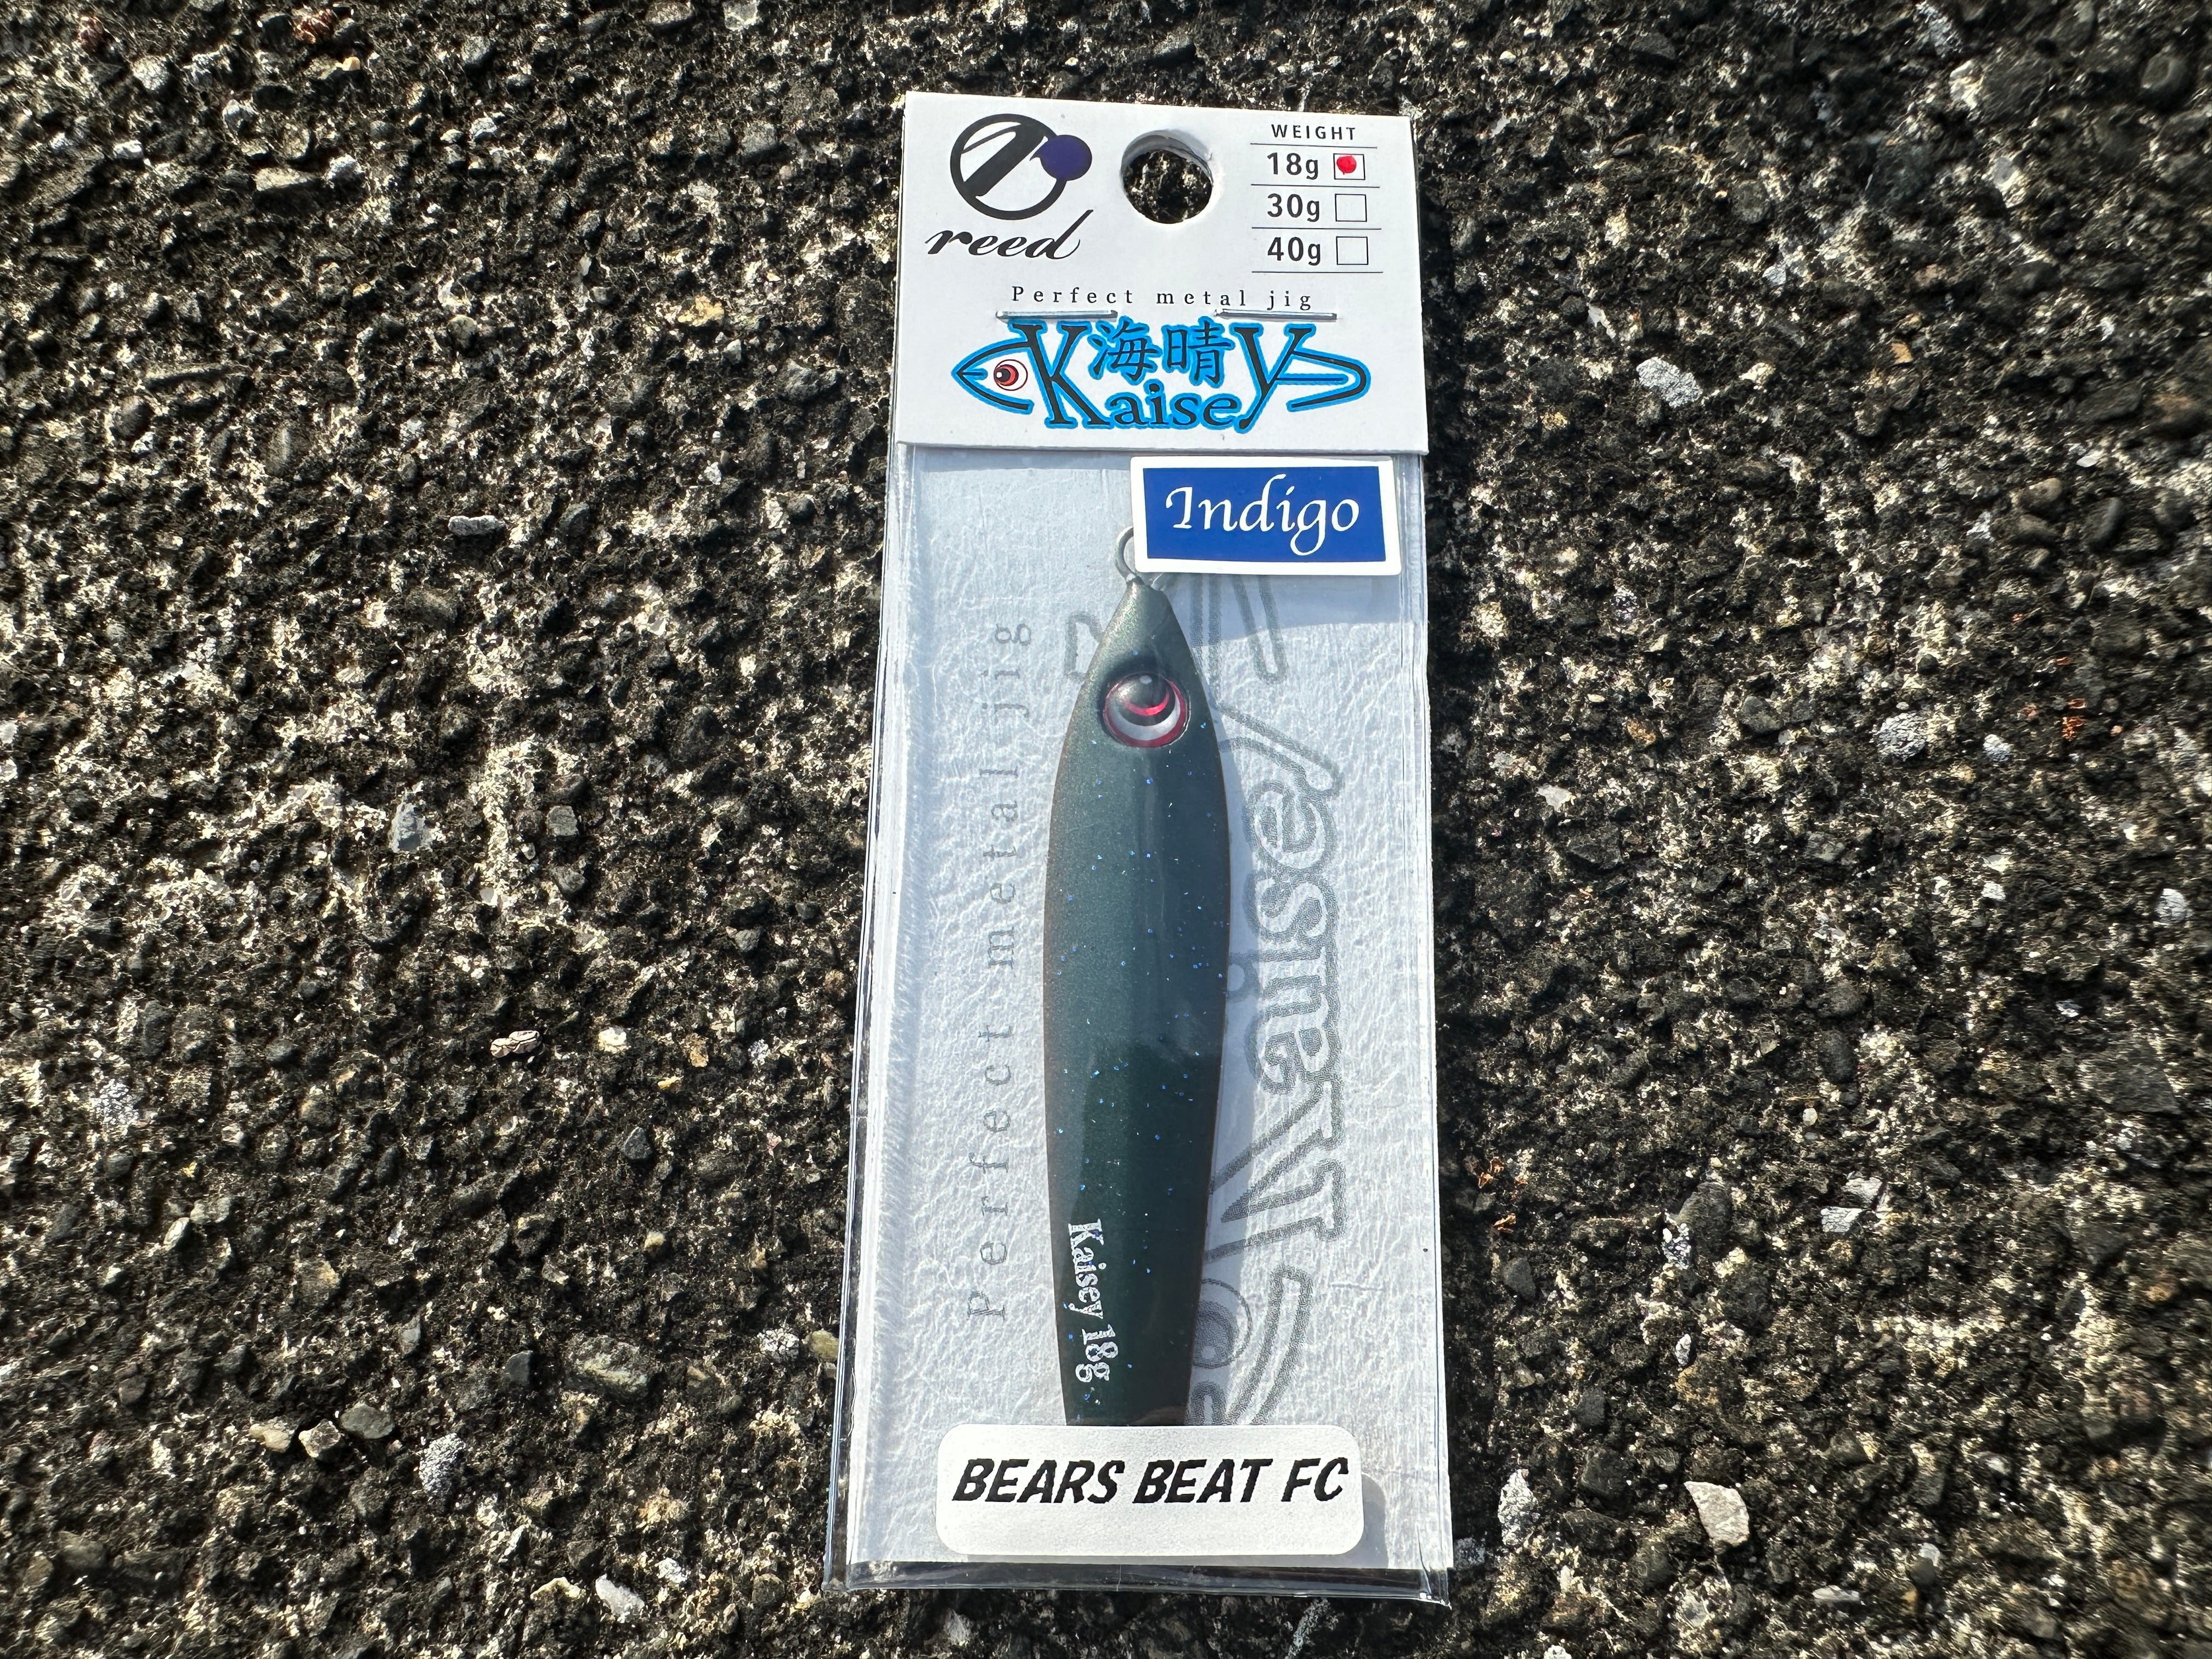 reed
WEIGHT
18g
30g
40g
Perfect metal jig
Kaisey
海晴
Indigo
Perfect metal jig
Kaisey
Kaisey 18g
BEARS BEAT FC